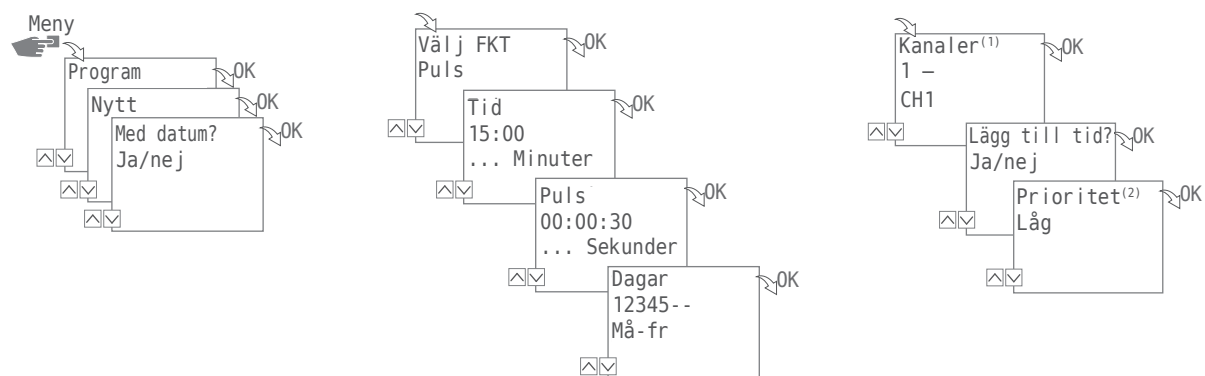 Meny
Program
OK
Nytt
OK
Med datum?
OK
Ja/nej
Välj FKT
OK
Puls
Tid
OK
15:00
... Minuter
Puls
OK
00:00:30
... Sekunder
Dagar
OK
12345--
Må-fr
Kanaler(1)
OK
1 –
CH1
Lägg till tid?
OK
Ja/nej
Prioritet(2)
OK
Låg